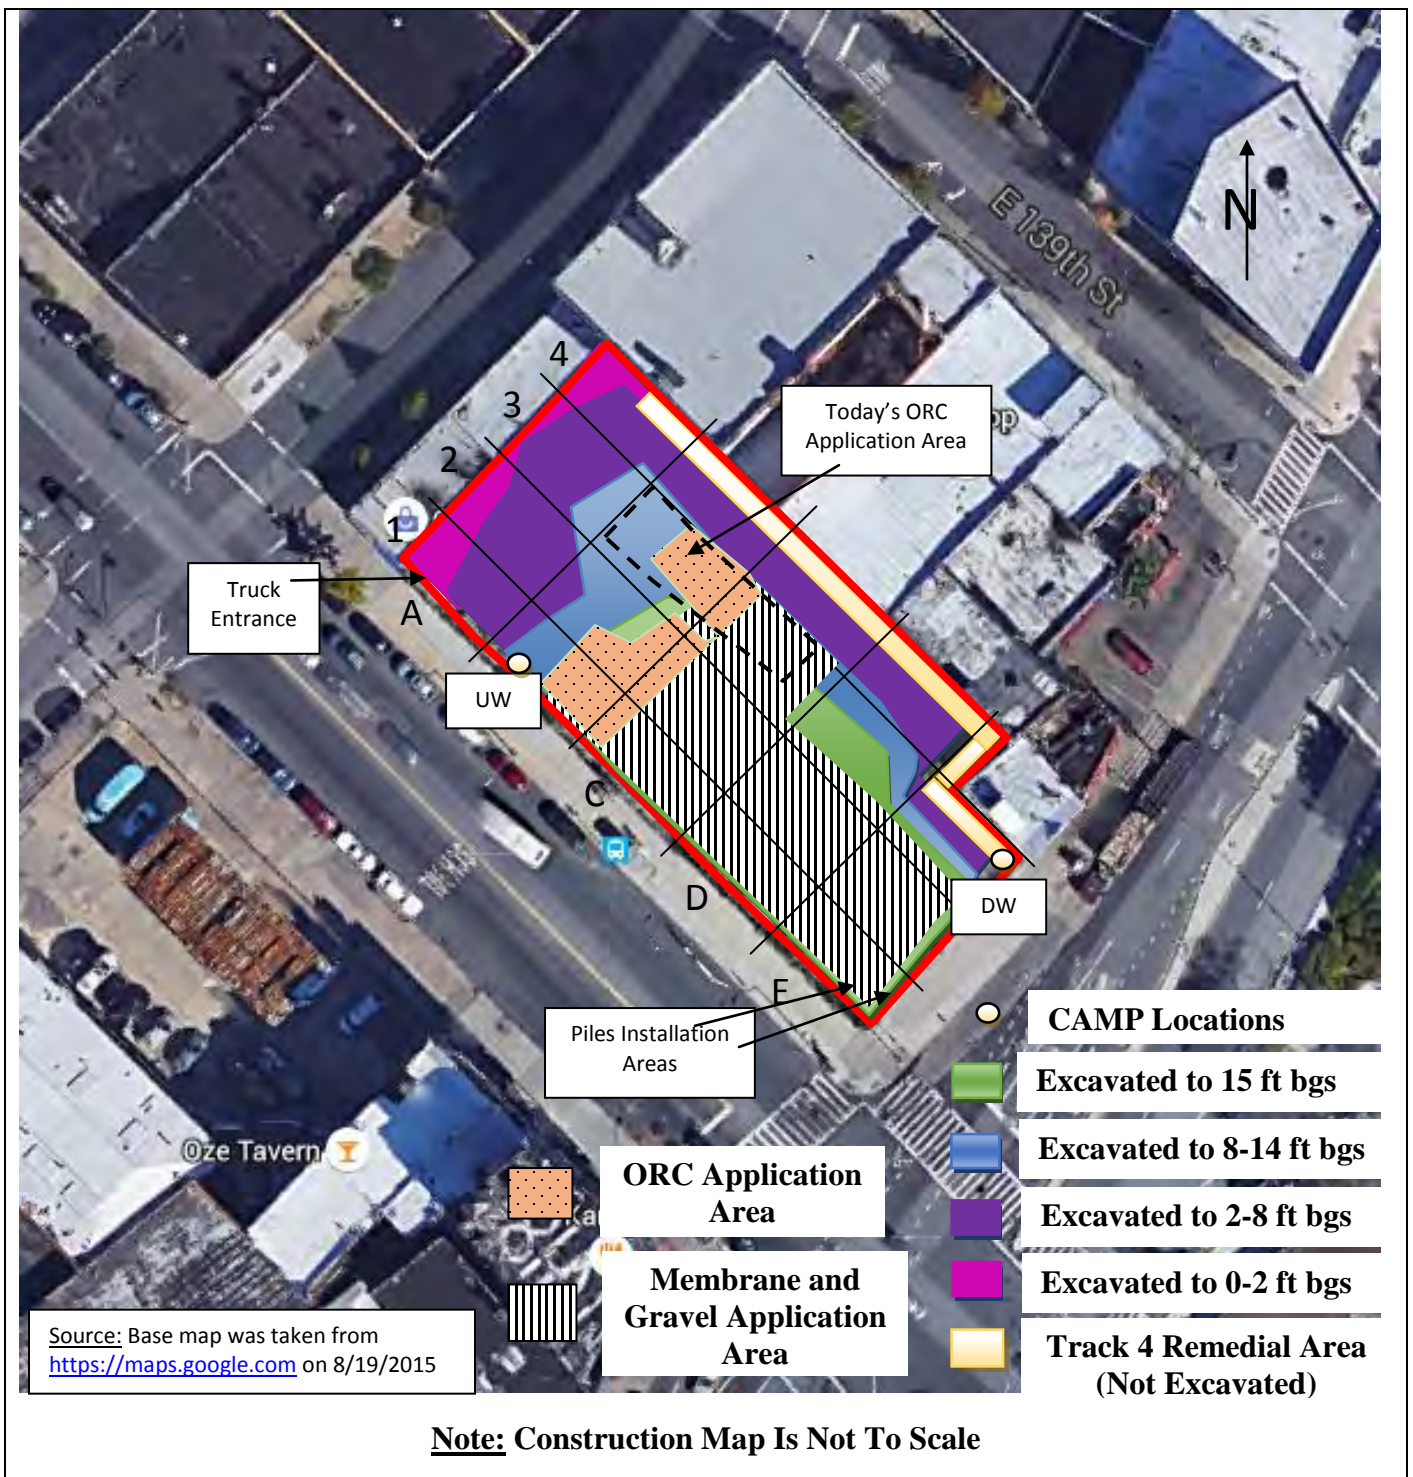 E 139th St
N
4
3
2
1
Today's ORC
Application Area
op
Truck
Entrance
A
UW
C
D
E
DW
Piles Installation
Areas
Oze Tavern
CAMP Locations
Excavated to 15 ft bgs
Excavated to 8-14 ft bgs
Excavated to 2-8 ft bgs
Excavated to 0-2 ft bgs
Track 4 Remedial Area
(Not Excavated)
ORC Application
Area
Membrane and
Gravel Application
Area
Source: Base map was taken from
https://maps.google.com on 8/19/2015
Note: Construction Map Is Not To Scale